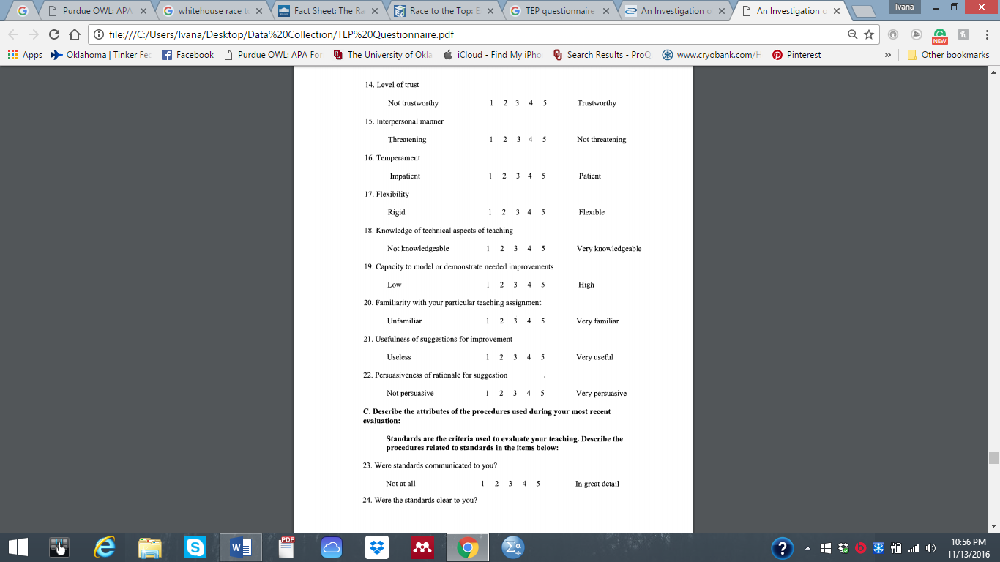 Purdue OWL: APA
whitehouse race to
Fact Sheet: The Ra
Race to the Top: E
TEP questionnaire
An Investigation o
An Investigation o
Ivana
file:///C:/Users/Ivana/Desktop/Data%20Collection/TEP%20Questionnaire.pdf
NEW
Apps Oklahoma | Tinker Fed Facebook Purdue OWL: APA For The University of Okla iCloud - Find My iPho Search Results - ProQ www.cryobank.com/H Pinterest » Other bookmarks
14. Level of trust
Not trustworthy 1 2 3 4 5 Trustworthy
15. Interpersonal manner
Threatening 1 2 3 4 5 Not threatening
16. Temperament
Impatient 1 2 3 4 5 Patient
17. Flexibility
Rigid 1 2 3 4 5 Flexible
18. Knowledge of technical aspects of teaching
Not knowledgeable 1 2 3 4 5 Very knowledgeable
19. Capacity to model or demonstrate needed improvements
Low 1 2 3 4 5 High
20. Familiarity with your particular teaching assignment
Unfamiliar 1 2 3 4 5 Very familiar
21. Usefulness of suggestions for improvement
Useless 1 2 3 4 5 Very useful
22. Persuasiveness of rationale for suggestion
Not persuasive 1 2 3 4 5 Very persuasive
C. Describe the attributes of the procedures used during your most recent
evaluation:
Standards are the criteria used to evaluate your teaching. Describe the
procedures related to standards in the items below:
23. Were standards communicated to you?
Not at all 1 2 3 4 5 In great detail
24. Were the standards clear to you?
PDF
10:56 PM
11/13/2016